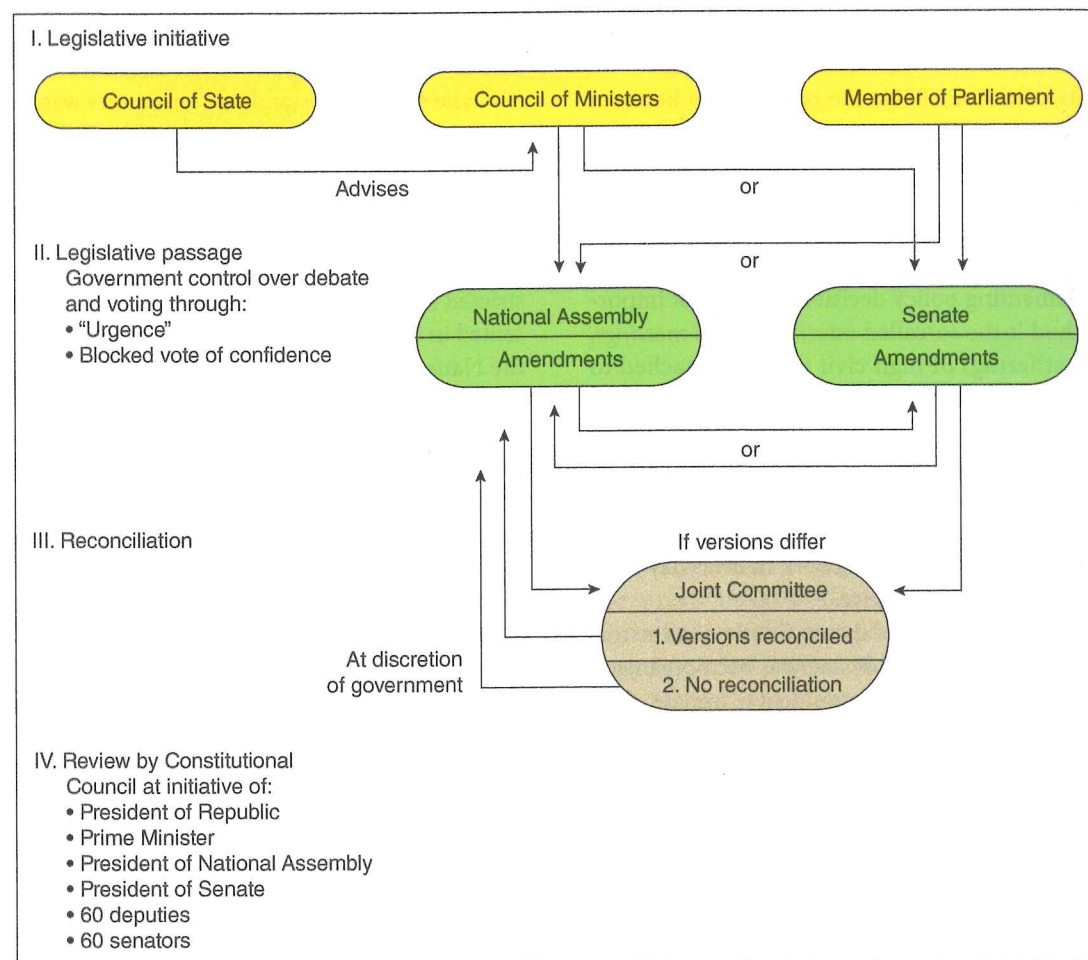 I. Legislative initiative
Council of State
Council of Ministers
Member of Parliament
Advises
or
II. Legislative passage
Government control over debate
and voting through:
• “Urgence”
• Blocked vote of confidence
or
National Assembly
Amendments
Senate
Amendments
or
III. Reconciliation
If versions differ
Joint Committee
1. Versions reconciled
2. No reconciliation
At discretion
of government
IV. Review by Constitutional
Council at initiative of:
• President of Republic
• Prime Minister
• President of National Assembly
• President of Senate
• 60 deputies
• 60 senators